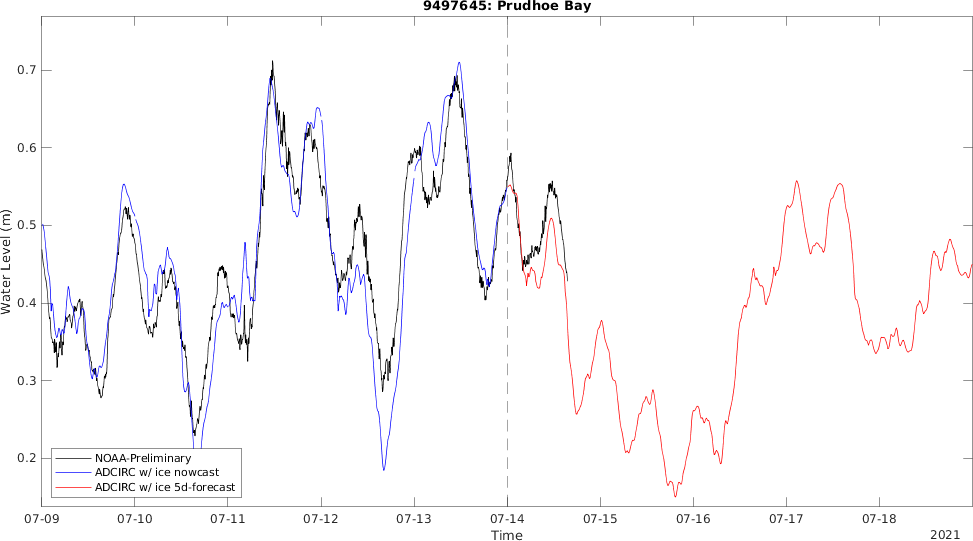 9497645: Prudhoe Bay
Water Level (m)
0.7
0.6
0.5
0.4
0.3
0.2
NOAA-Preliminary
ADCIRC w/ ice nowcast
ADCIRC w/ ice 5d-forecast
07-09 07-10 07-11 07-12 07-13 07-14 07-15 07-16 07-17 07-18
Time
2021